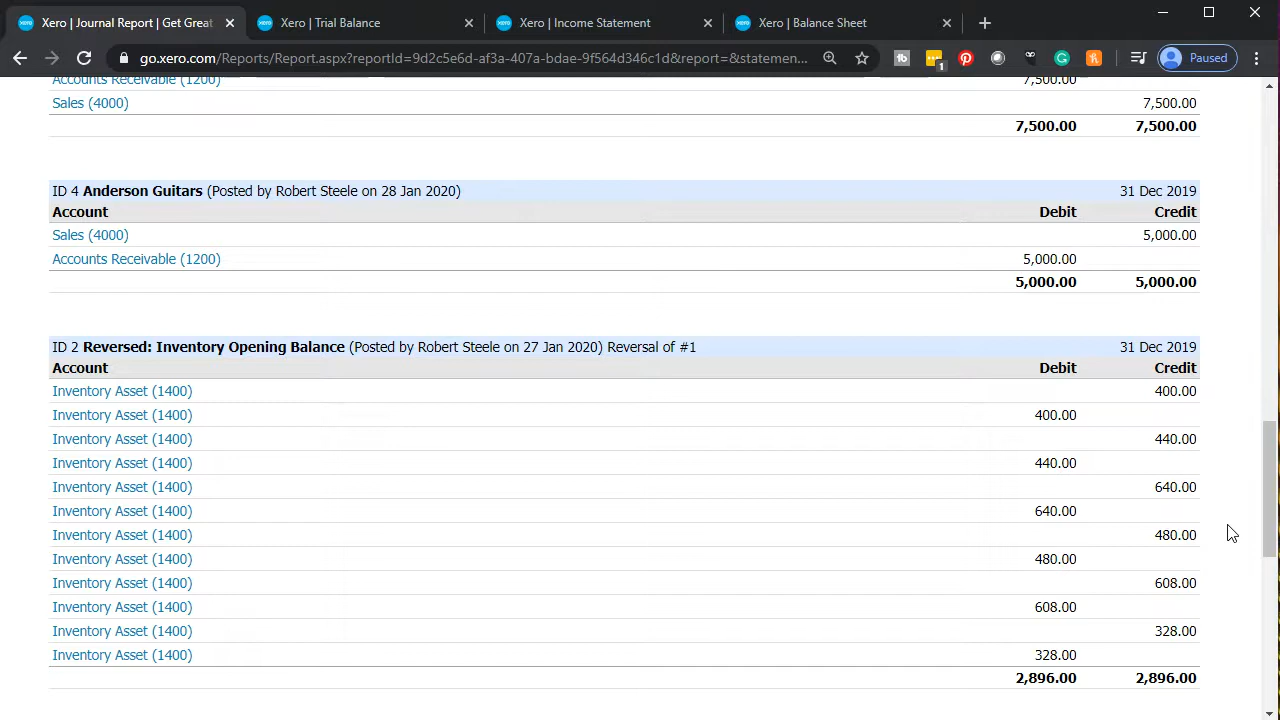 Xero | Journal Report | Get Great
Xero | Trial Balance
Xero | Income Statement
Xero | Balance Sheet
go.xero.com/Reports/Report.aspx?reportId=9d2c5e6d-af3a-407a-bdae-9f564d346c1d&report=&statemen...
1
Paused
Accounts Receivable (1200) 7,500.00
Sales (4000) 7,500.00
7,500.00 7,500.00
ID 4 Anderson Guitars (Posted by Robert Steele on 28 Jan 2020) 31 Dec 2019
Account Debit Credit
Sales (4000) 5,000.00
Accounts Receivable (1200) 5,000.00
5,000.00 5,000.00
ID 2 Reversed: Inventory Opening Balance (Posted by Robert Steele on 27 Jan 2020) Reversal of #1 31 Dec 2019
Account Debit Credit
Inventory Asset (1400) 400.00
Inventory Asset (1400) 400.00
Inventory Asset (1400) 440.00
Inventory Asset (1400) 440.00
Inventory Asset (1400) 640.00
Inventory Asset (1400) 640.00
Inventory Asset (1400) 480.00
Inventory Asset (1400) 480.00
Inventory Asset (1400) 608.00
Inventory Asset (1400) 608.00
Inventory Asset (1400) 328.00
Inventory Asset (1400) 328.00
2,896.00 2,896.00